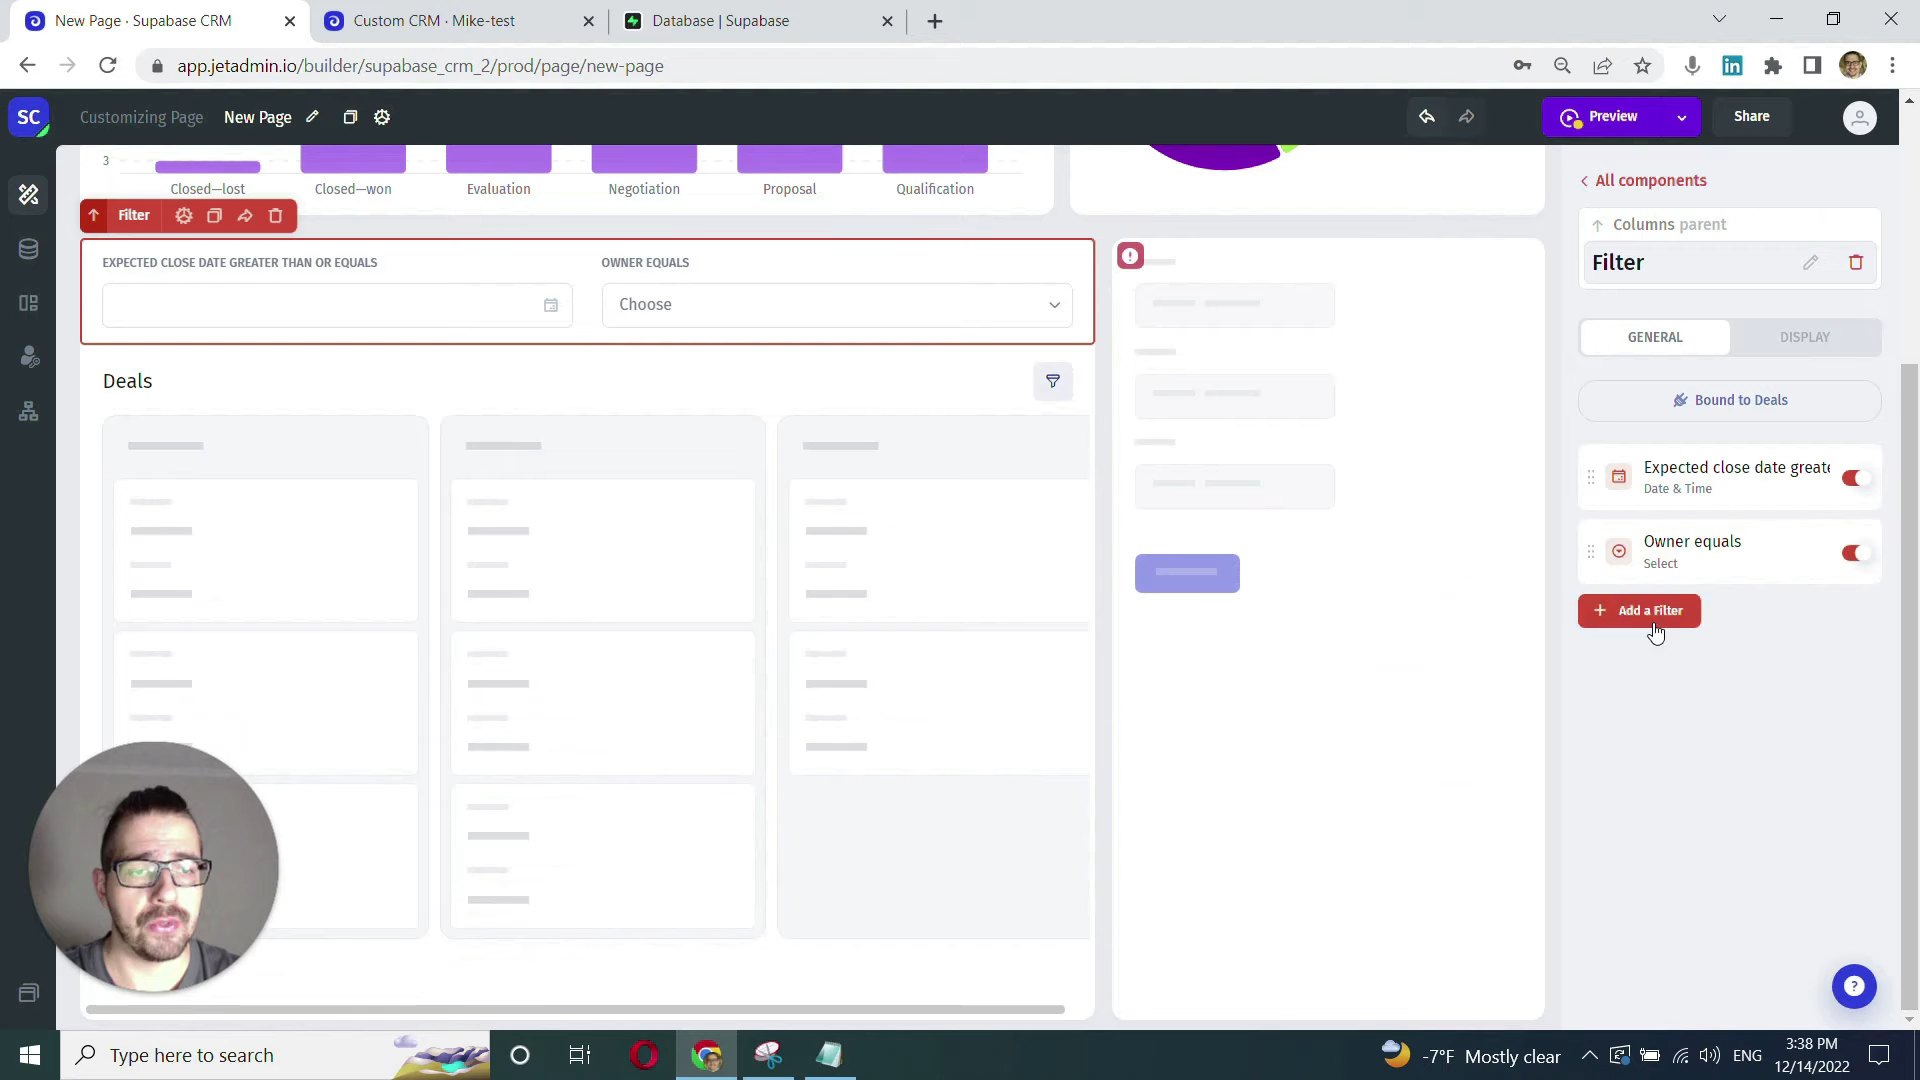 New Page · Supabase CRM
Custom CRM · Mike-test
Database | Supabase
app.jetadmin.io/builder/supabase_crm_2/prod/page/new-page
SC
Customizing Page
New Page
Preview
Share
3
Closed—lost
Closed—won
Evaluation
Negotiation
Proposal
Qualification
Filter
EXPECTED CLOSE DATE GREATER THAN OR EQUALS
OWNER EQUALS
Choose
Deals
All components
Columns parent
Filter
GENERAL
DISPLAY
Bound to Deals
Expected close date greate
Date & Time
Owner equals
Select
Add a Filter
Type here to search
-7°F Mostly clear
ENG
3:38 PM
12/14/2022